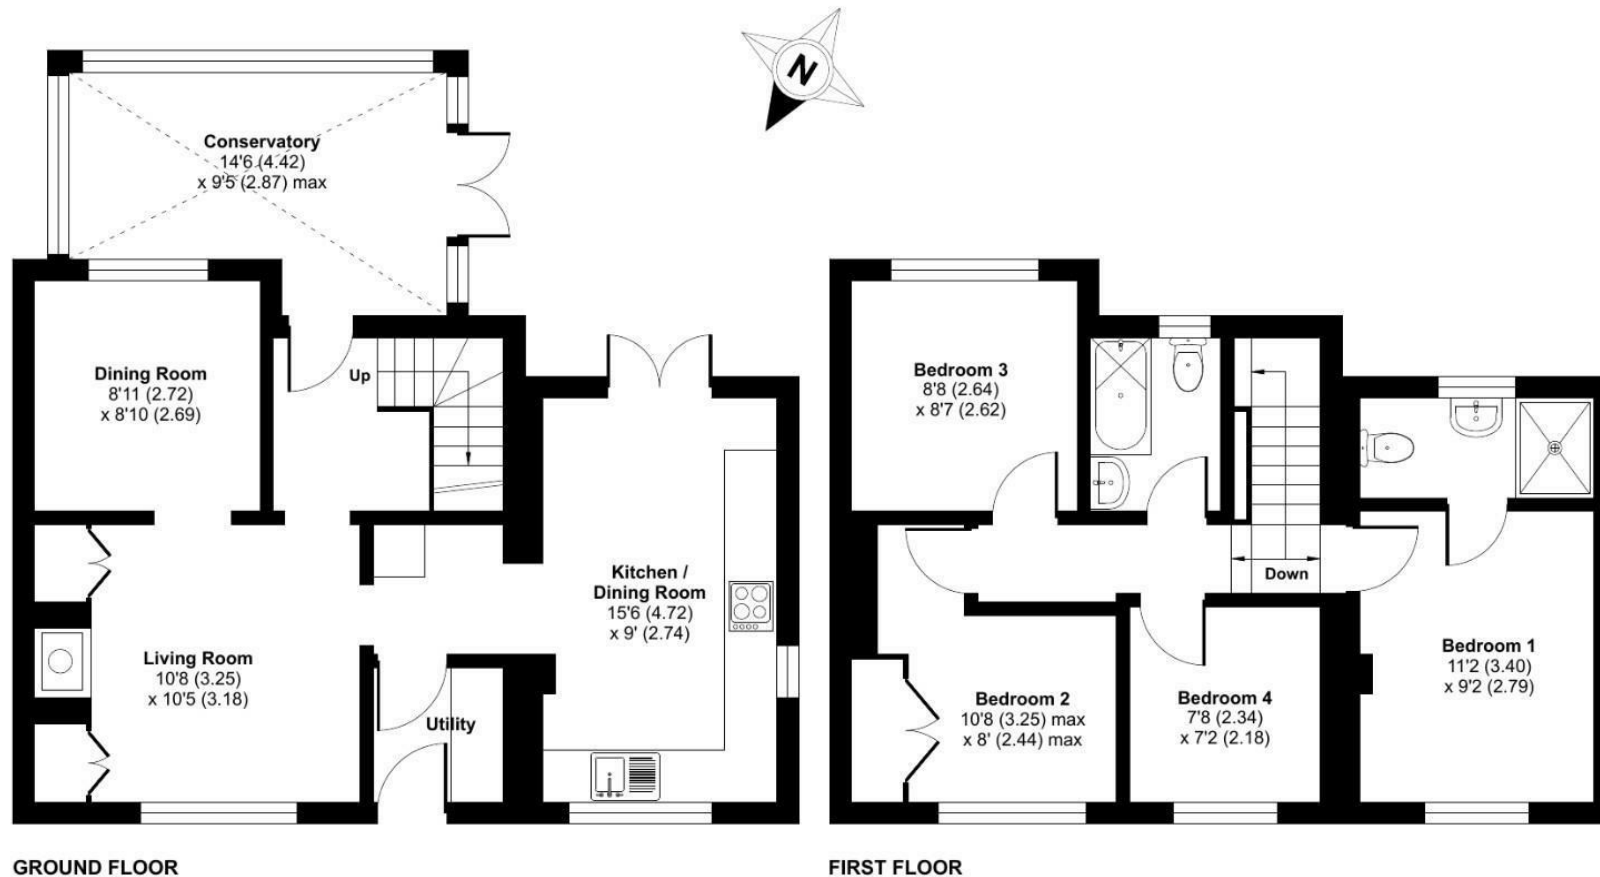 N
Conservatory
14'6 (4.42)
x 9'5 (2.87) max
Dining Room
8'11 (2.72)
x 8'10 (2.69)
Up
Kitchen /
Dining Room
15'6 (4.72)
x 9' (2.74)
Living Room
10'8 (3.25)
x 10'5 (3.18)
Utility
GROUND FLOOR
Bedroom 3
8'8 (2.64)
x 8'7 (2.62)
Down
Bedroom 1
11'2 (3.40)
x 9'2 (2.79)
Bedroom 2
10'8 (3.25) max
x 8' (2.44) max
Bedroom 4
7'8 (2.34)
x 7'2 (2.18)
FIRST FLOOR